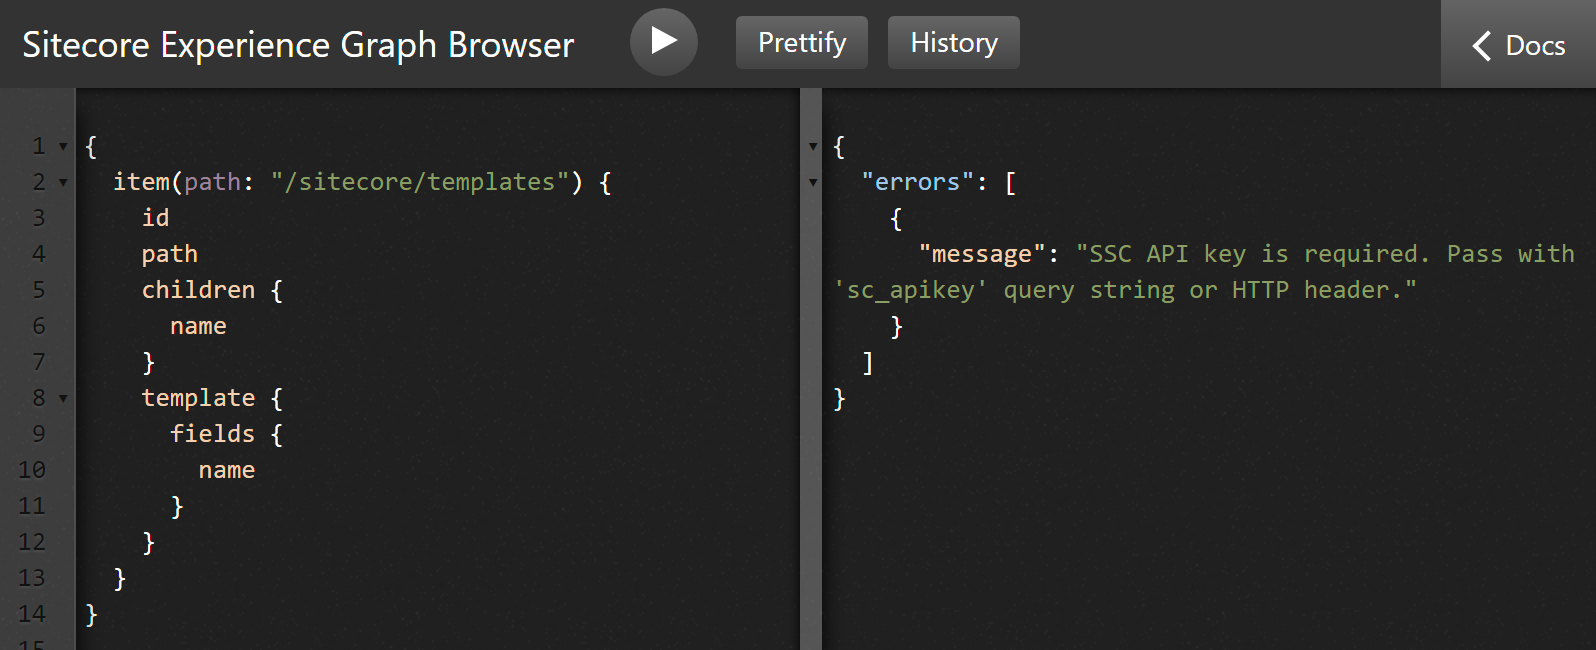 Sitecore Experience Graph Browser
Prettify
History
Docs
1 {
2 item(path: "/sitecore/templates") {
3 id
4 path
5 children {
6 name
7 }
8 template {
9 fields {
10 name
11 }
12 }
13 }
14 }
15
{
"errors": [
{
"message": "SSC API key is required. Pass with
'sc_apikey' query string or HTTP header."
}
]
}